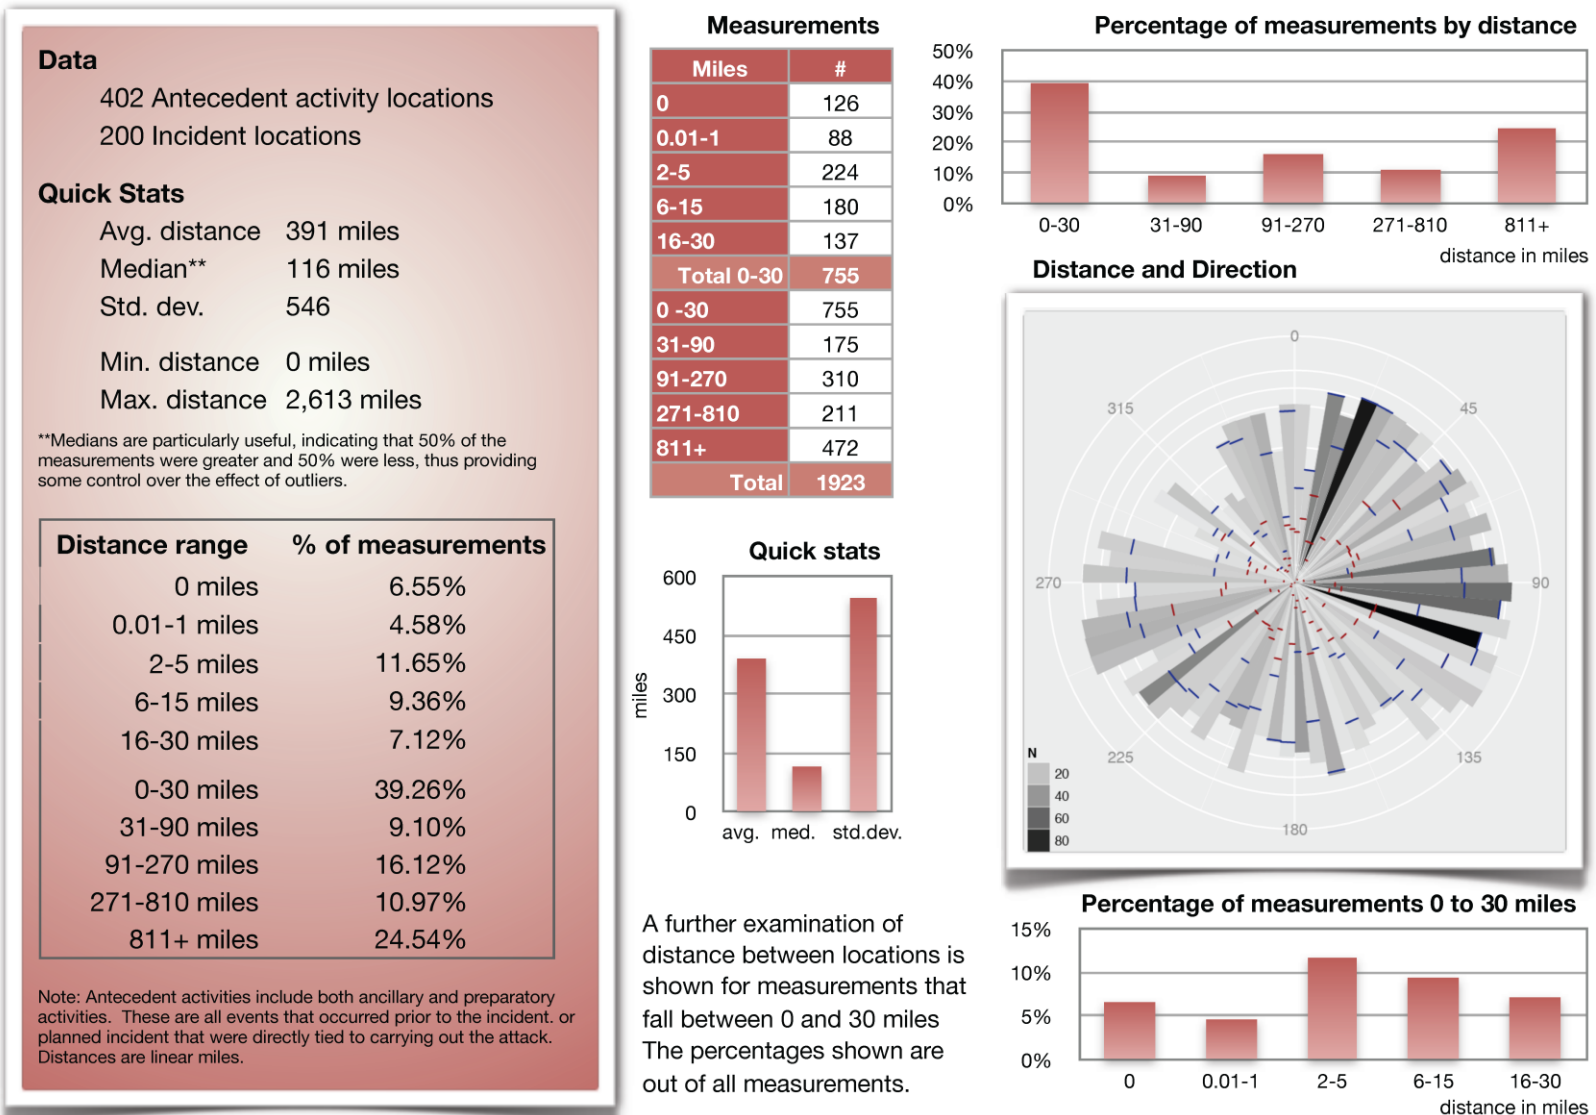 Data
402 Antecedent activity locations
200 Incident locations
Quick Stats
Avg. distance 391 miles
Median** 116 miles
Std. dev. 546
Min. distance 0 miles
Max. distance 2,613 miles
**Medians are particularly useful, indicating that 50% of the
measurements were greater and 50% were less, thus providing
some control over the effect of outliers.
Distance range % of measurements
0 miles 6.55%
0.01-1 miles 4.58%
2-5 miles 11.65%
6-15 miles 9.36%
16-30 miles 7.12%
0-30 miles 39.26%
31-90 miles 9.10%
91-270 miles 16.12%
271-810 miles 10.97%
811+ miles 24.54%
Note: Antecedent activities include both ancillary and preparatory
activities. These are all events that occurred prior to the incident. or
planned incident that were directly tied to carrying out the attack.
Distances are linear miles.
Measurements
Miles #
0 126
0.01-1 88
2-5 224
6-15 180
16-30 137
Total 0-30 755
0 -30 755
31-90 175
91-270 310
271-810 211
811+ 472
Total 1923
Quick stats
600
450
300
150
0
miles
avg. med. std.dev.
A further examination of
distance between locations is
shown for measurements that
fall between 0 and 30 miles
The percentages shown are
out of all measurements.
Percentage of measurements by distance
50%
40%
30%
20%
10%
0%
0-30 31-90 91-270 271-810 811+
distance in miles
Distance and Direction
0
45
90
135
180
225
270
315
N
20
40
60
80
Percentage of measurements 0 to 30 miles
15%
10%
5%
0%
0 0.01-1 2-5 6-15 16-30
distance in miles